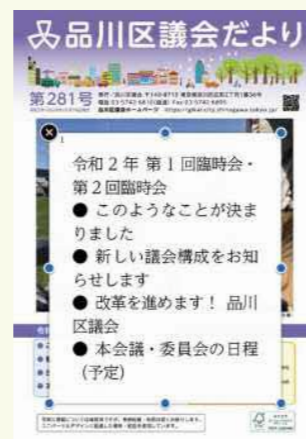 品川区議会だより
第281号
令和2年 第1回臨時会・
第2回臨時会
● このようなことが決ま
りました
● 新しい議会構成をお知
らせします
● 改革を進めます! 品川
区議会
● 本会議・委員会の日程
(予定)